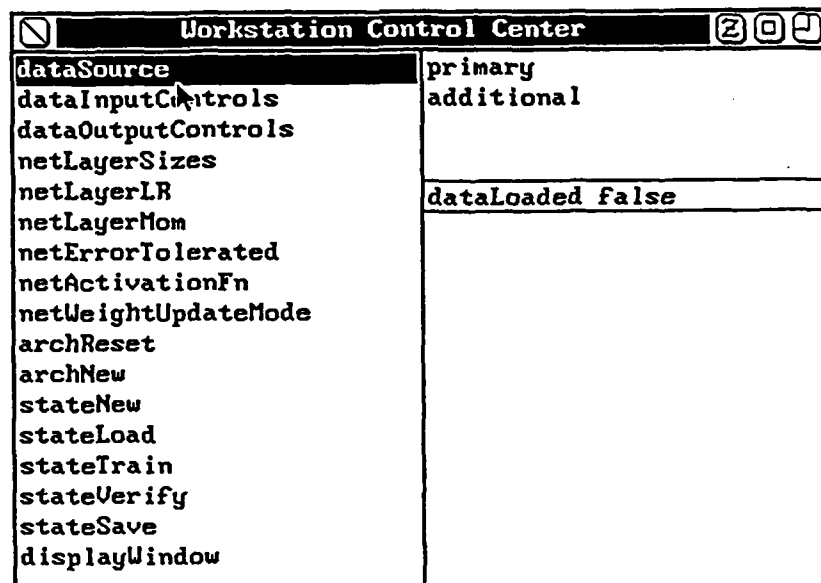 Workstation Control Center
dataSource
dataInputControls
dataOutputControls
netLayerSizes
netLayerLR
netLayerMom
netErrorTolerated
netActivationFn
netWeightUpdateMode
archReset
archNew
stateNew
stateLoad
stateTrain
stateVerify
stateSave
displayWindow
primary
additional
dataLoaded false